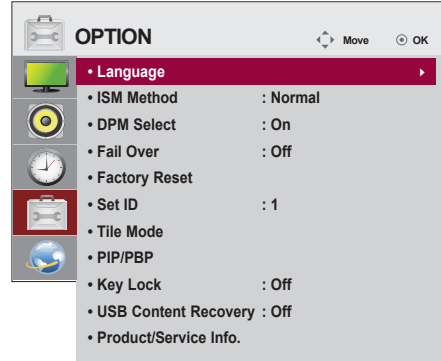 OPTION Move OK
• Language
• ISM Method : Normal
• DPM Select : On
• Fail Over : Off
• Factory Reset
• Set ID : 1
• Tile Mode
• PIP/PBP
• Key Lock : Off
• USB Content Recovery : Off
• Product/Service Info.